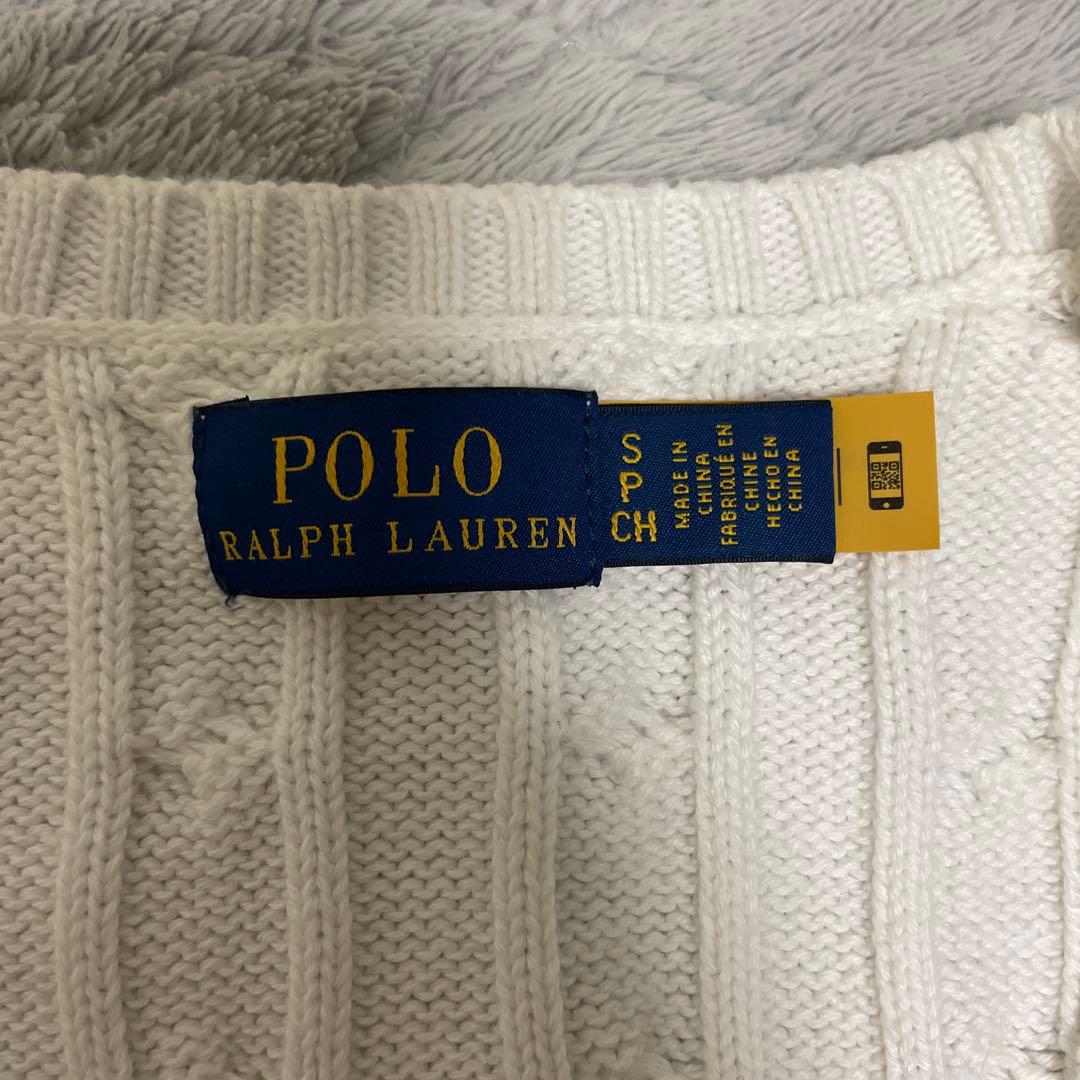 POLO
RALPH LAUREN
S
P
CH
MADE IN
CHINA
FABRIQUÉ EN
CHINE
HECHO EN
CHINA